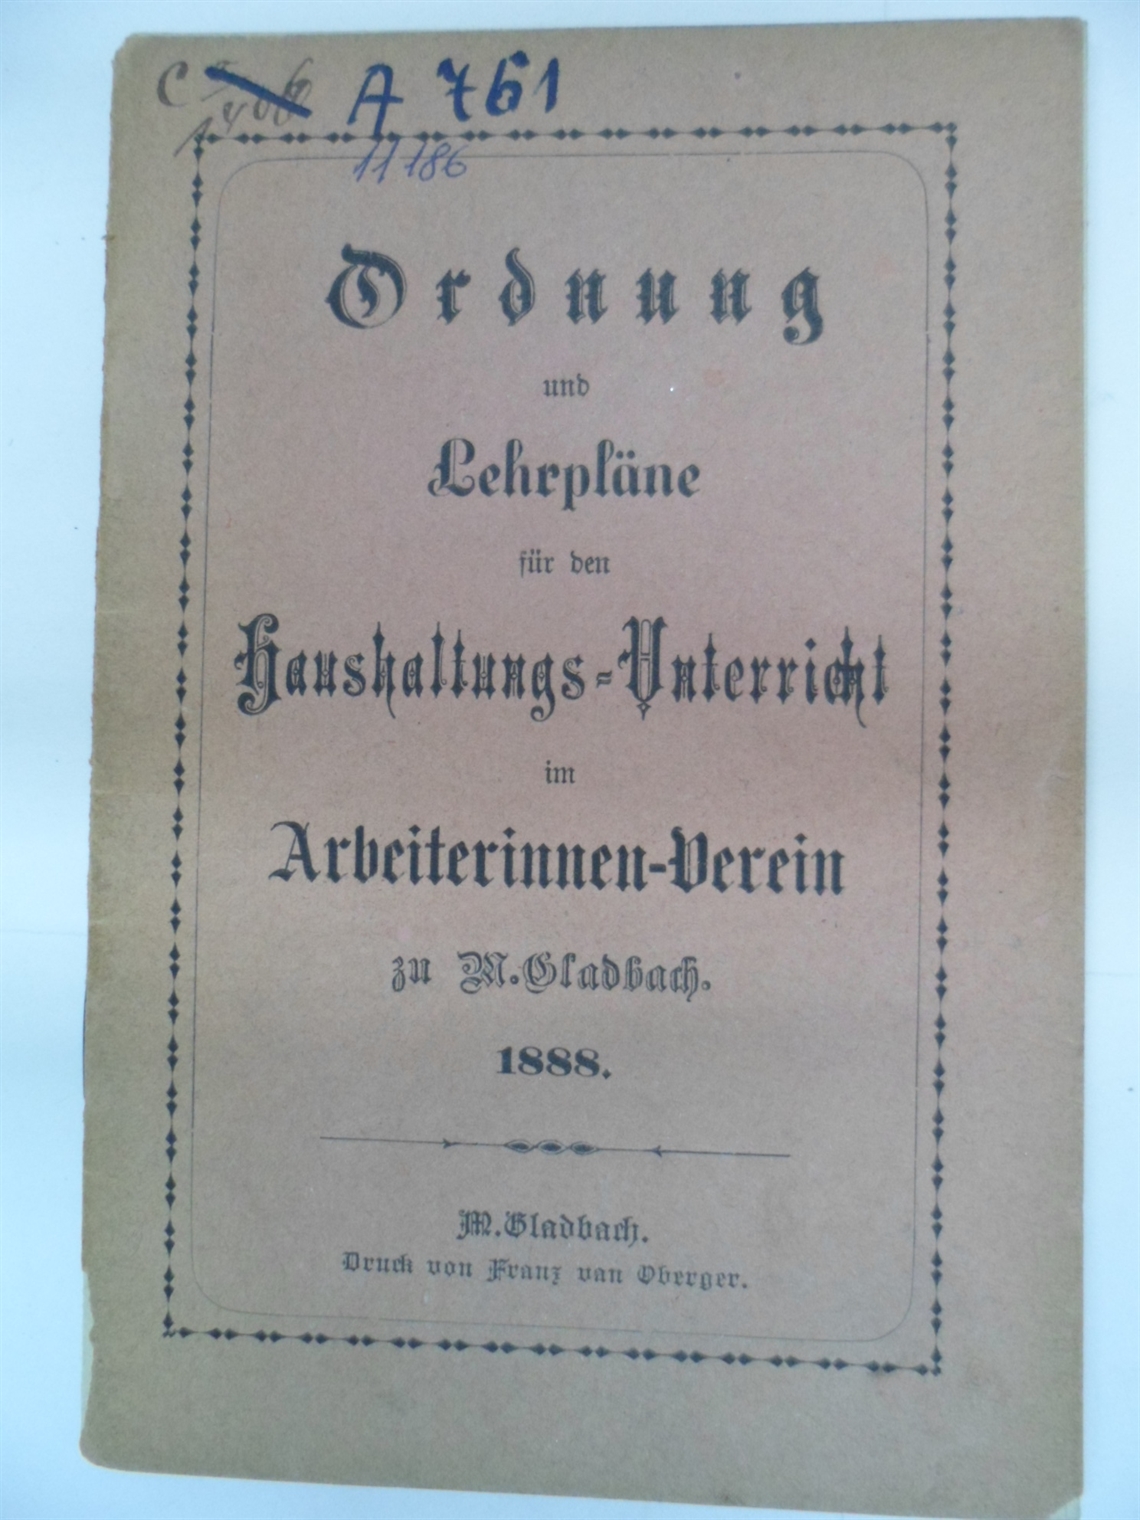 C
A 761
11186
Ordnung
und
Lehrpläne
für den
Haushaltungs-Unterricht
im
Arbeiterinnen-Verein
zu M.Gladbach.
1888.
M.Gladbach.
Druck von Franz van Oberger.